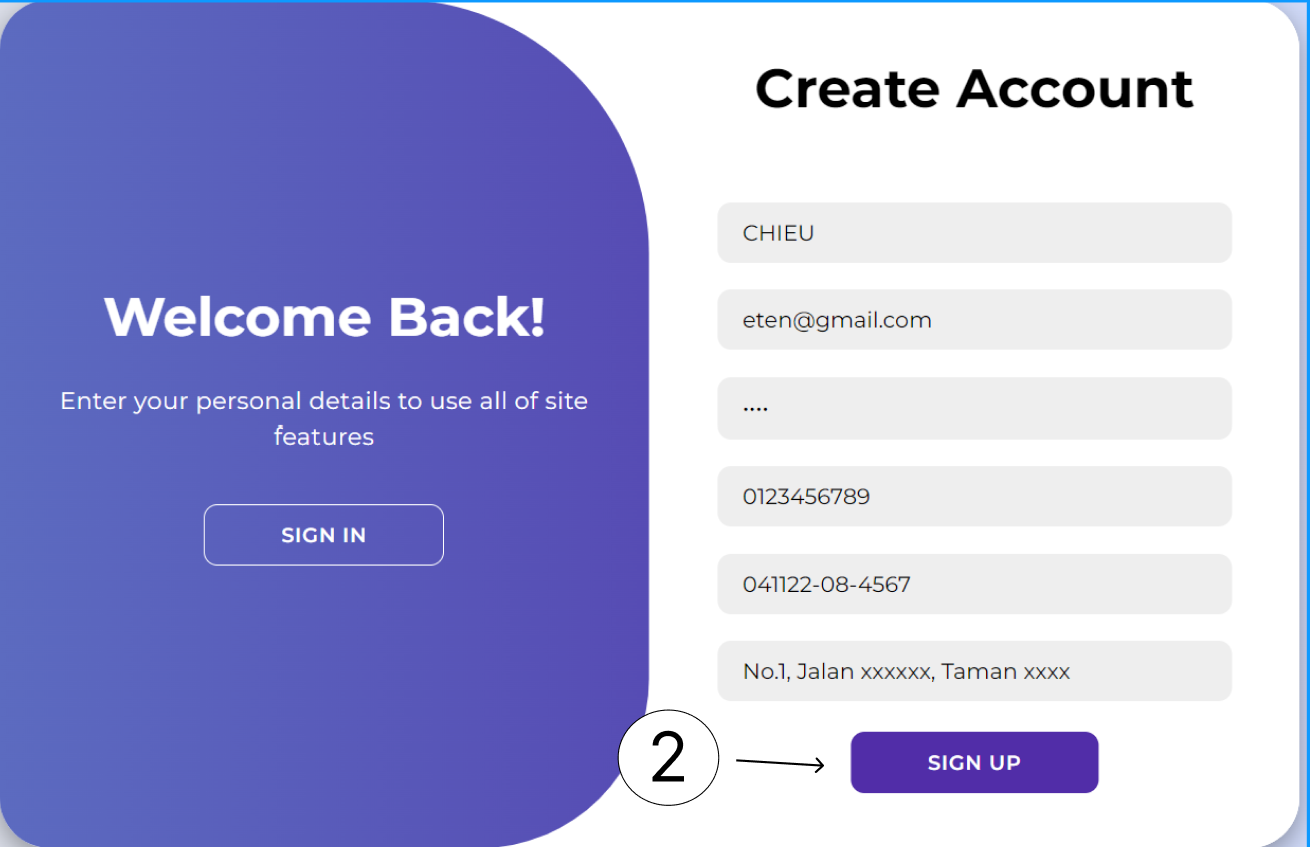 Welcome Back!
Enter your personal details to use all of site
features
SIGN IN
Create Account
CHIEU
eten@gmail.com
••••
0123456789
041122-08-4567
No.1, Jalan xxxxxx, Taman xxxx
2
SIGN UP